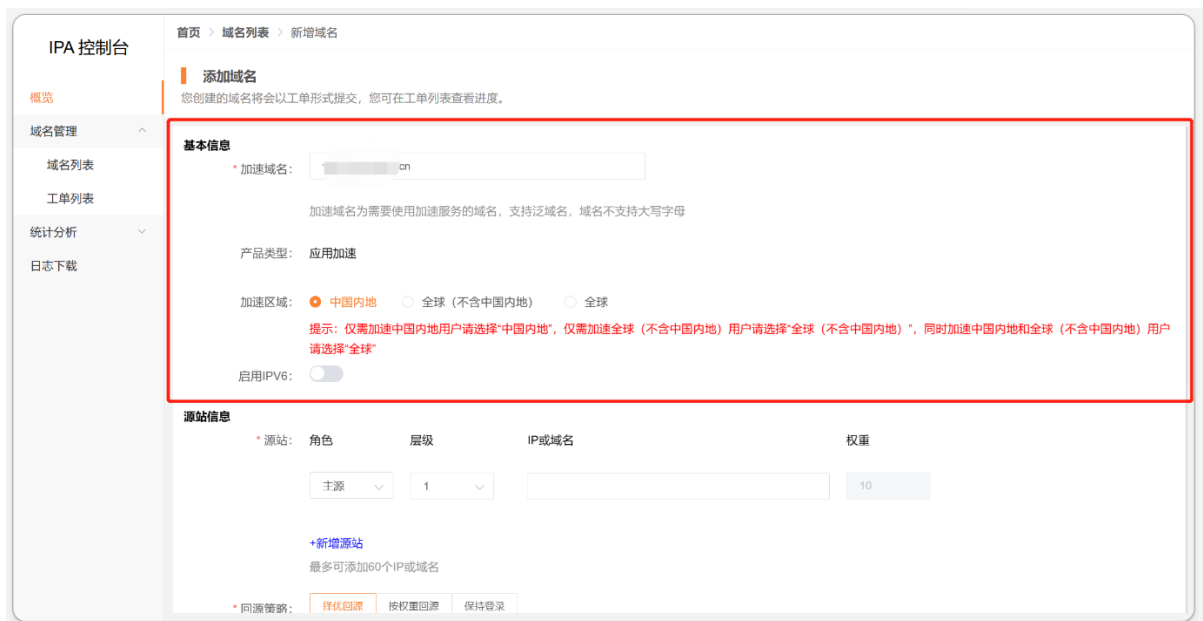 首页 > 域名列表 > 新增域名
IPA 控制台
添加域名
您创建的域名将会以工单形式提交，您可在工单列表查看进度。
概览
域名管理
域名列表
工单列表
统计分析
日志下载
基本信息
* 加速域名：
cn
加速域名为需要使用加速服务的域名，支持泛域名，域名不支持大写字母
产品类型： 应用加速
加速区域： 中国内地 全球（不含中国内地） 全球
提示：仅需加速中国内地用户请选择“中国内地”，仅需加速全球（不含中国内地）用户请选择“全球（不含中国内地）”，同时加速中国内地和全球（不含中国内地）用户
请选择“全球”
启用IPV6：
源站信息
* 源站： 角色 层级 IP或域名 权重
主源 1 10
+新增源站
最多可添加60个IP或域名
* 回源策略： 择优回源 按权重回源 保持登录